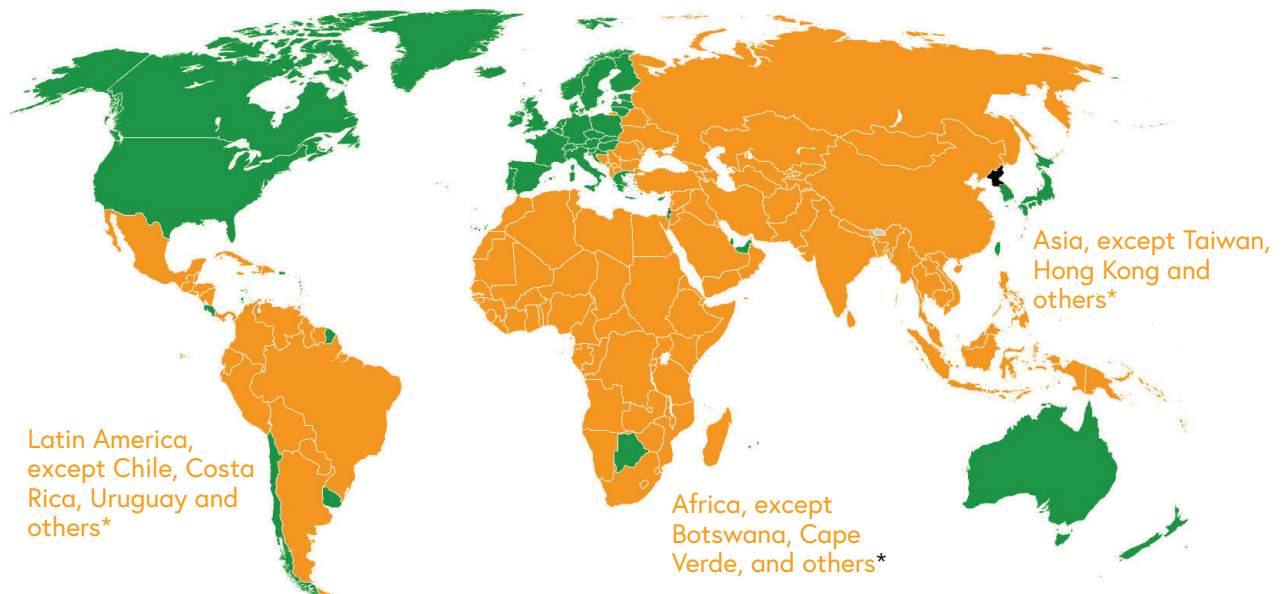 Asia, except Taiwan,
Hong Kong and
others*
Latin America,
except Chile, Costa
Rica, Uruguay and
others*
Africa, except
Botswana, Cape
Verde, and others*